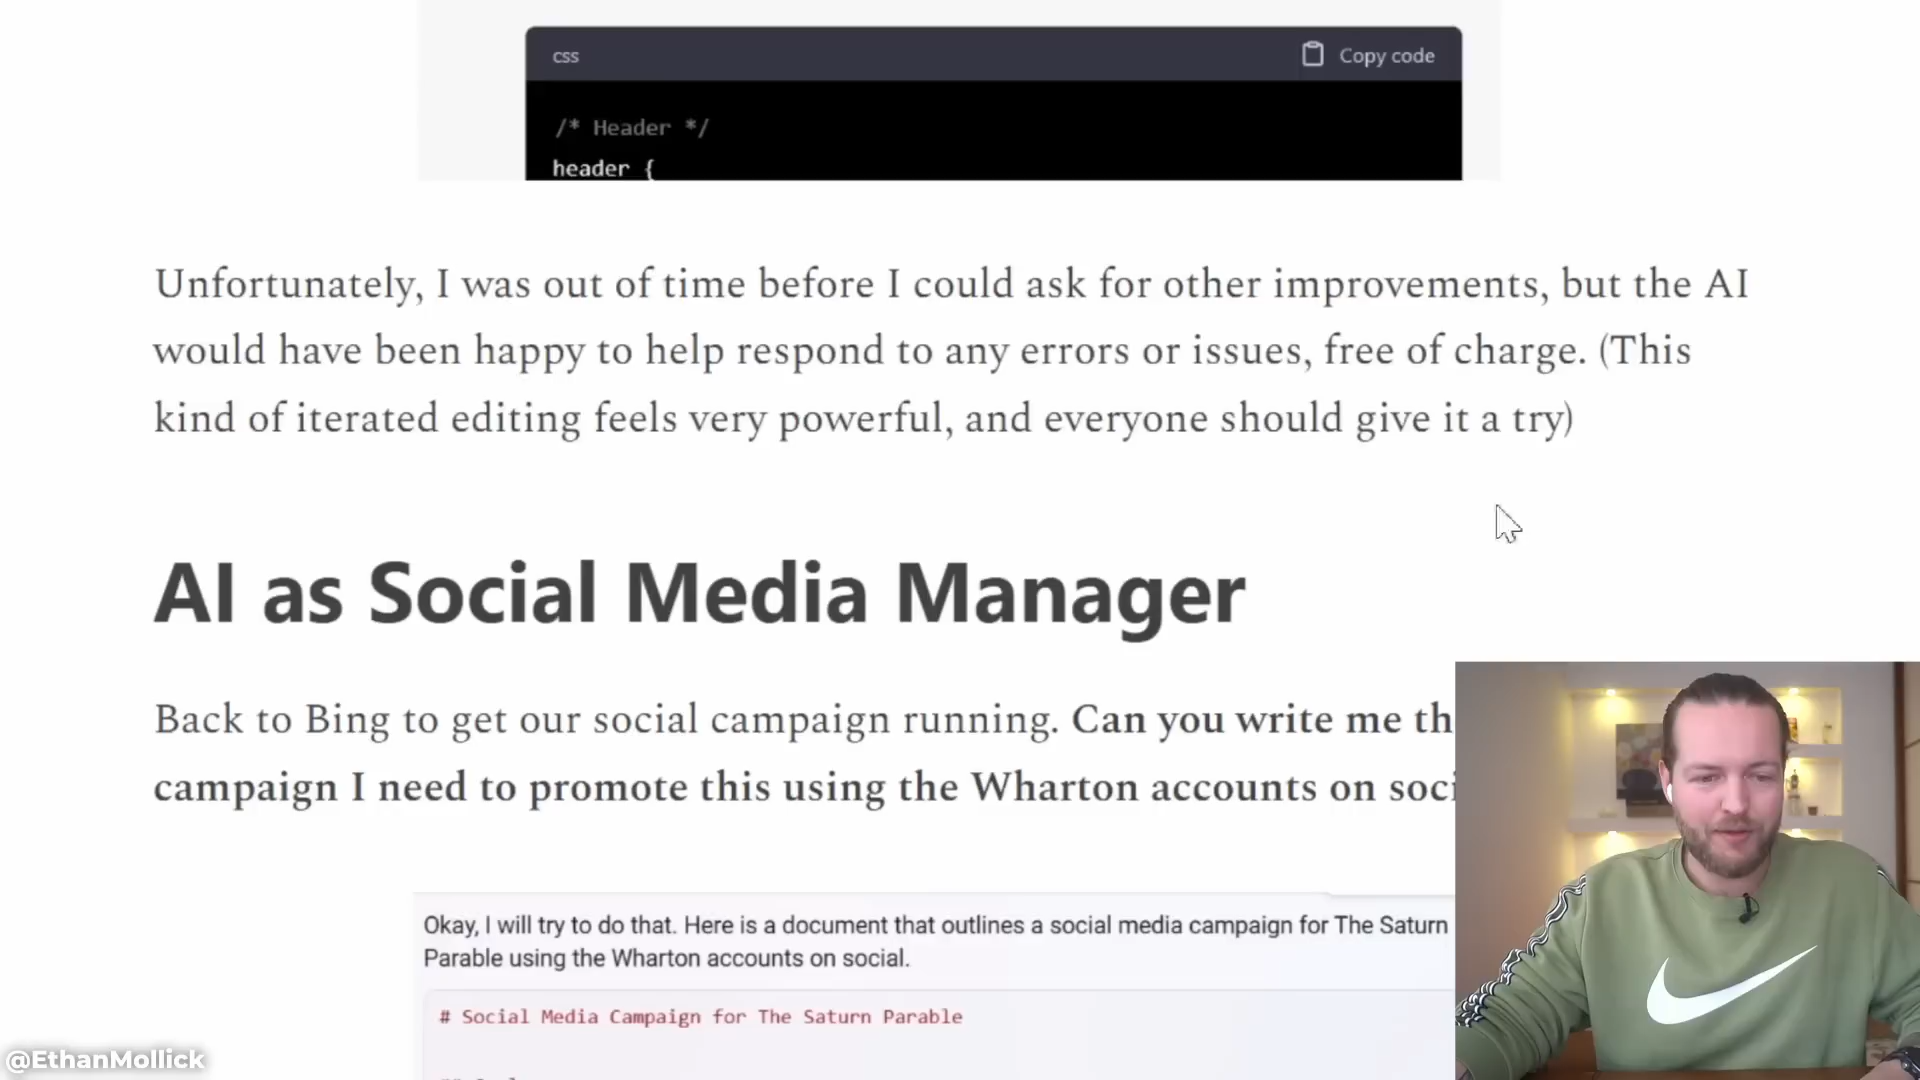 css
Copy code
/* Header */
header {
Unfortunately, I was out of time before I could ask for other improvements, but the AI
would have been happy to help respond to any errors or issues, free of charge. (This
kind of iterated editing feels very powerful, and everyone should give it a try)
AI as Social Media Manager
Back to Bing to get our social campaign running. Can you write me th
campaign I need to promote this using the Wharton accounts on soci
Okay, I will try to do that. Here is a document that outlines a social media campaign for The Saturn
Parable using the Wharton accounts on social.
# Social Media Campaign for The Saturn Parable
@EthanMollick